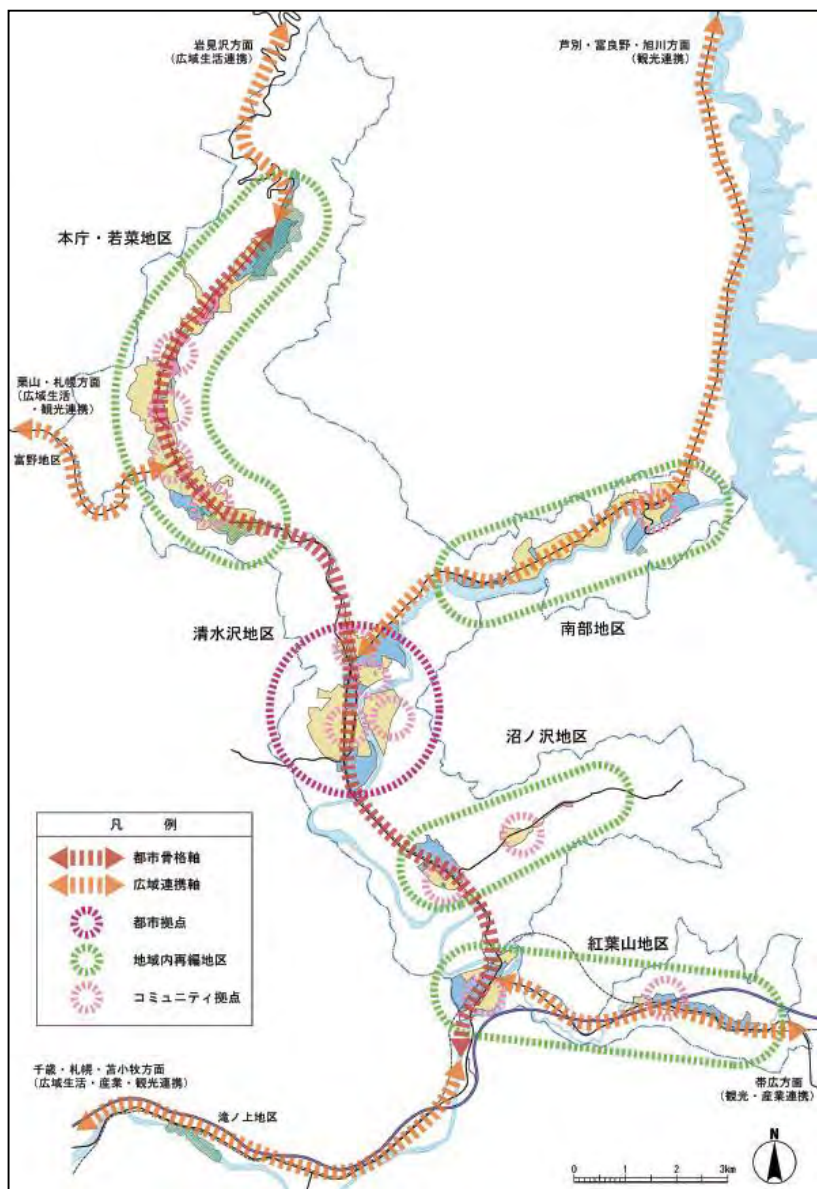 岩見沢方面
(広域生活連携)
芦別・富良野・旭川方面
(観光連携)
本庁・若菜地区
栗山・札幌方面
(広域生活
・観光連携)
富野地区
清水沢地区
南部地区
沼ノ沢地区
凡 例
都市骨格軸
広域連携軸
都市拠点
地域内再編地区
コミュニティ拠点
紅葉山地区
千歳・札幌・苫小牧方面
(広域生活・産業・観光連携)
滝ノ上地区
帯広方面
(観光・産業連携)
N
0 1 2 3km